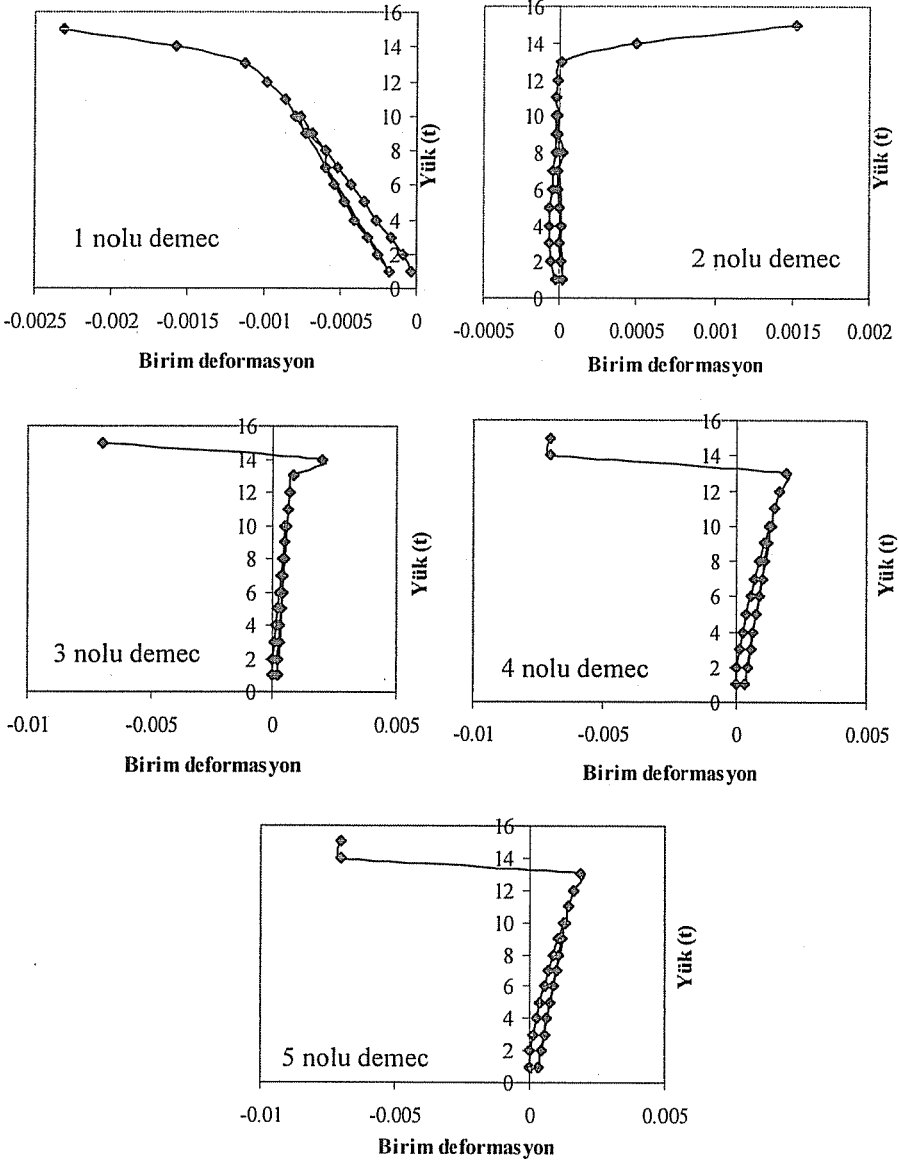 16
14
12
10
8
6
4
2
0
Yük (t)
1 nolu demec
-0.0025 -0.002 -0.0015 -0.001 -0.0005 0
Birim deformasyon
16
14
12
10
8
6
4
2
0
Yük (t)
2 nolu demec
-0.0005 0 0.0005 0.001 0.0015 0.002
Birim deformasyon
16
14
12
10
8
6
4
2
0
Yük (t)
3 nolu demec
-0.01 -0.005 0 0.005
Birim deformasyon
16
14
12
10
8
6
4
2
0
Yük (t)
4 nolu demec
-0.01 -0.005 0 0.005
Birim deformasyon
16
14
12
10
8
6
4
2
0
Yük (t)
5 nolu demec
-0.01 -0.005 0 0.005
Birim deformasyon